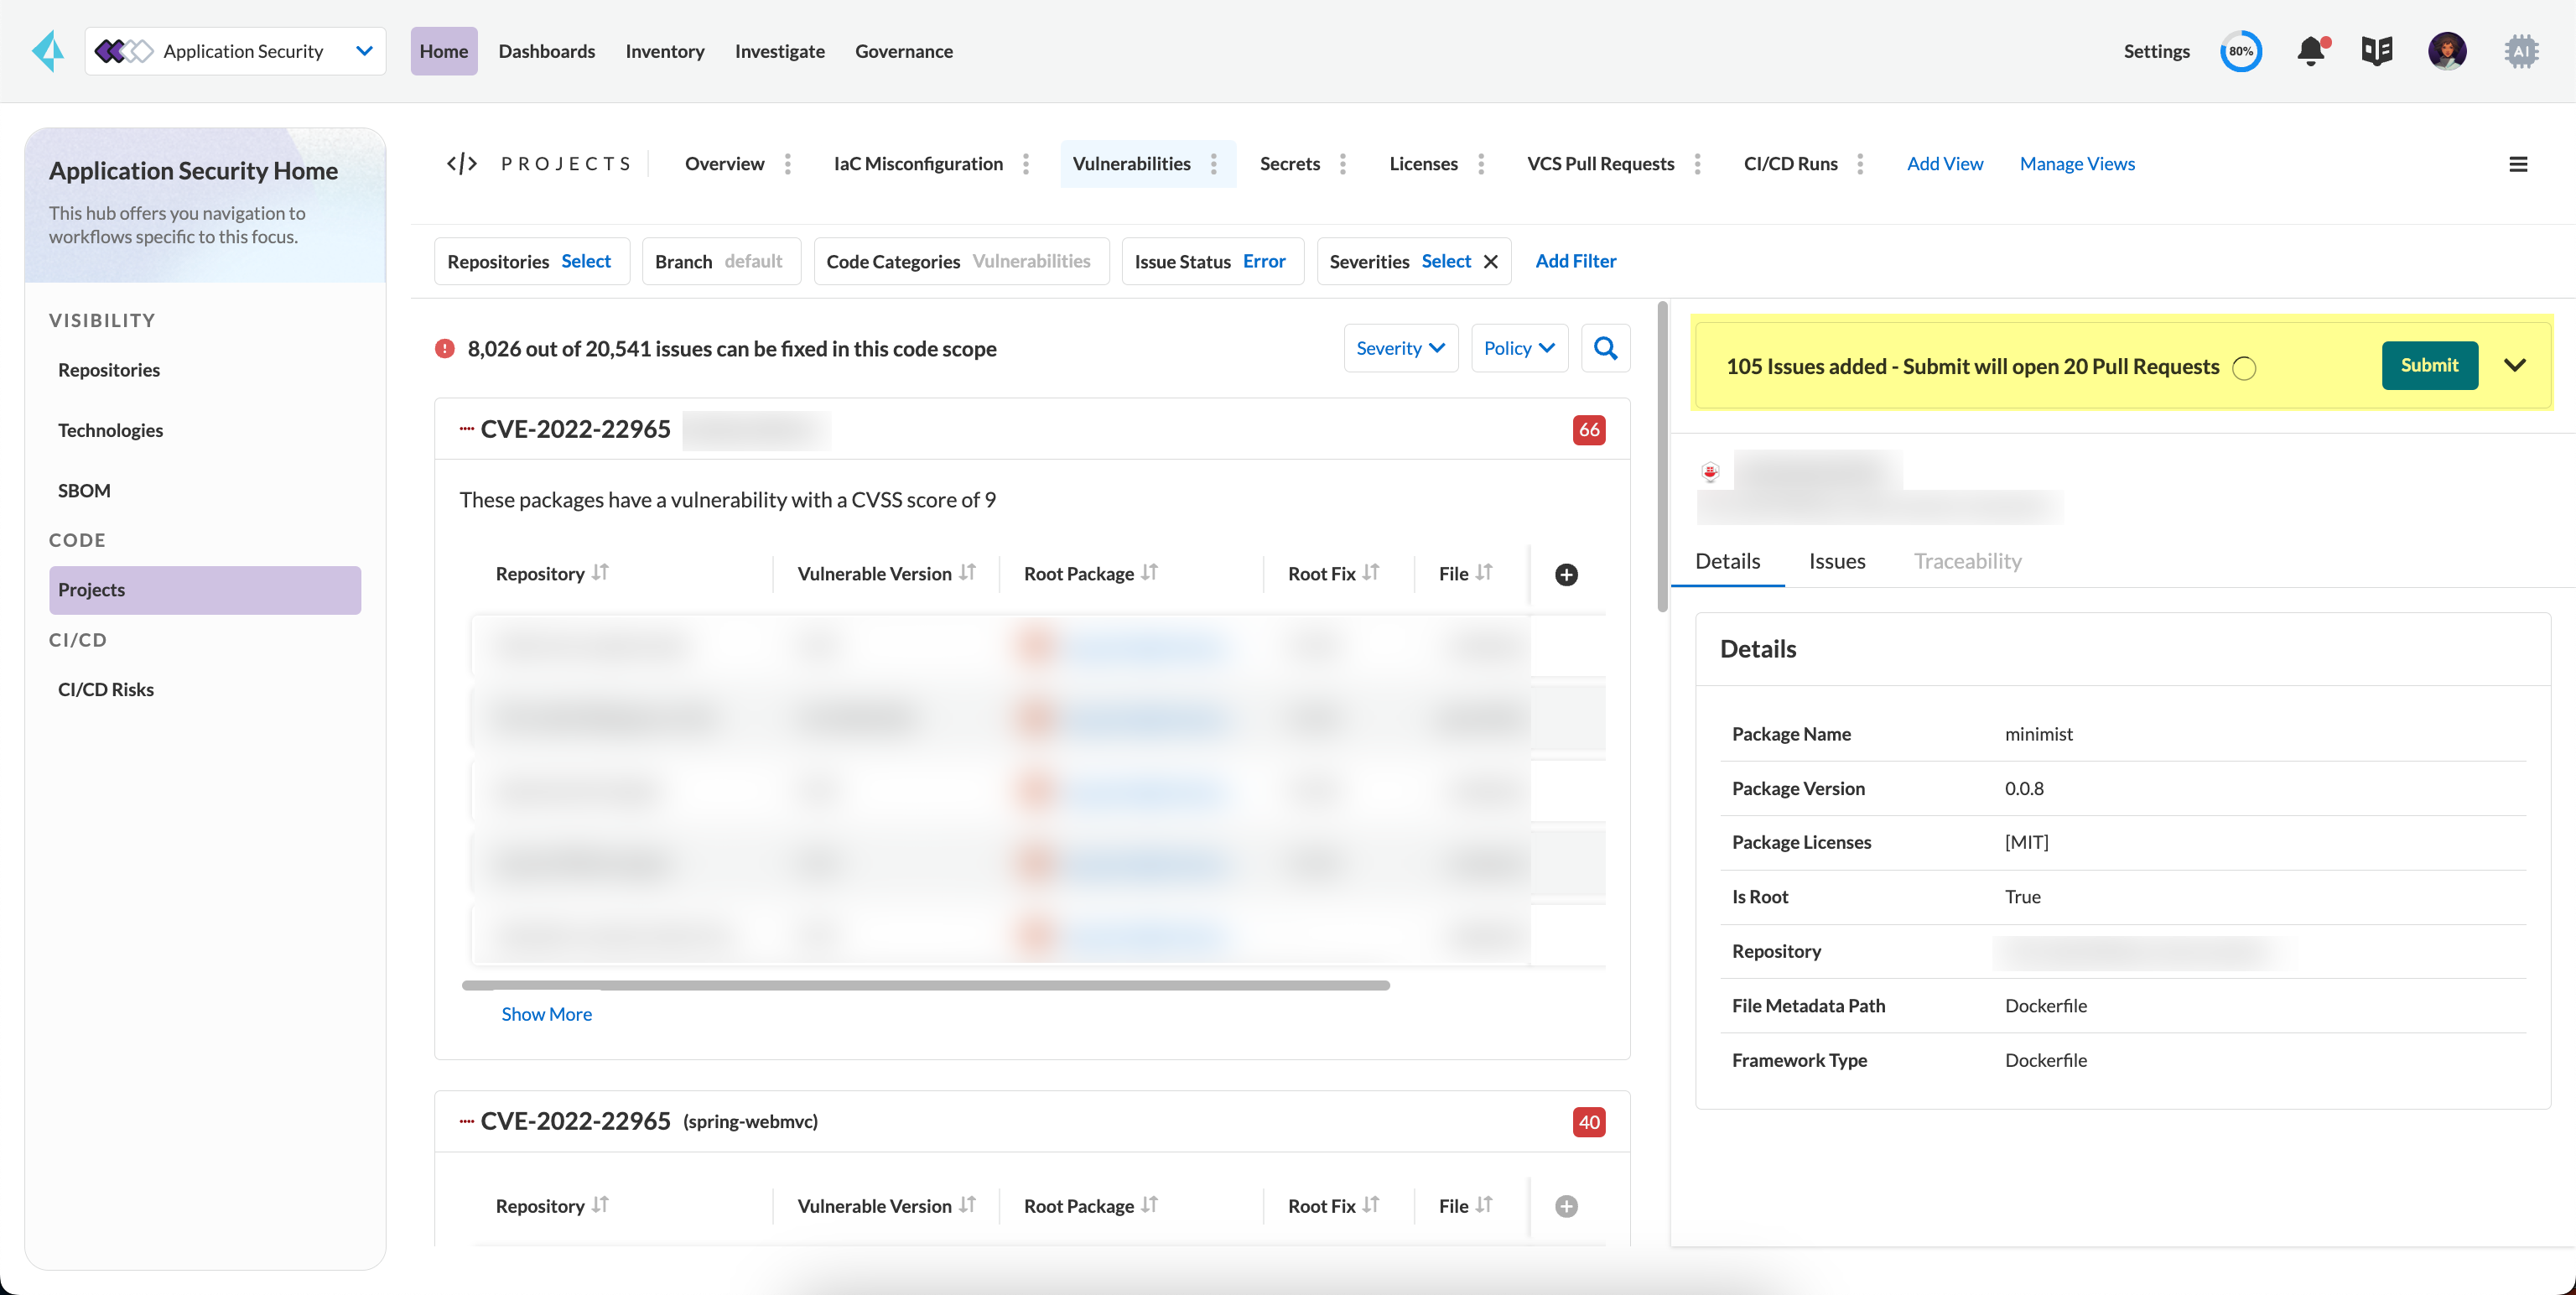 Application Security
Home
Dashboards
Inventory
Investigate
Governance
Settings
80%
AI
Application Security Home
This hub offers you navigation to
workflows specific to this focus.
VISIBILITY
Repositories
Technologies
SBOM
CODE
Projects
CI/CD
CI/CD Risks
PROJECTS
Overview
IaC Misconfiguration
Vulnerabilities
Secrets
Licenses
VCS Pull Requests
CI/CD Runs
Add View
Manage Views
Repositories Select
Branch default
Code Categories Vulnerabilities
Issue Status Error
Severities Select
Add Filter
8,026 out of 20,541 issues can be fixed in this code scope
Severity
Policy
CVE-2022-22965
66
These packages have a vulnerability with a CVSS score of 9
Repository Vulnerable Version Root Package Root Fix File
Show More
CVE-2022-22965 (spring-webmvc)
40
Repository Vulnerable Version Root Package Root Fix File
105 Issues added - Submit will open 20 Pull Requests
Submit
Details
Issues
Traceability
Details
Package Name minimist
Package Version 0.0.8
Package Licenses [MIT]
Is Root True
Repository
File Metadata Path Dockerfile
Framework Type Dockerfile